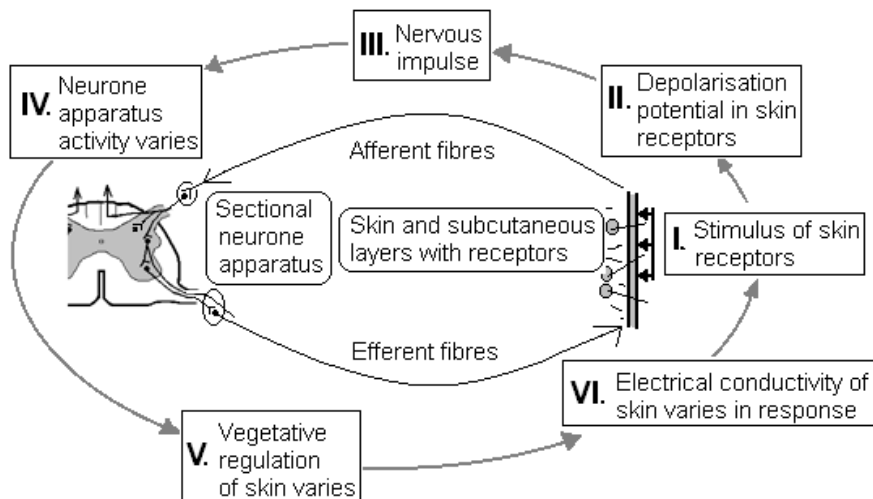 III. Nervous
impulse
IV. Neurone
apparatus
activity varies
II. Depolarisation
potential in skin
receptors
Afferent fibres
Sectional
neurone
apparatus
Skin and subcutaneous
layers with receptors
I. Stimulus of skin
receptors
Efferent fibres
VI. Electrical conductivity of
skin varies in response
V. Vegetative
regulation
of skin varies